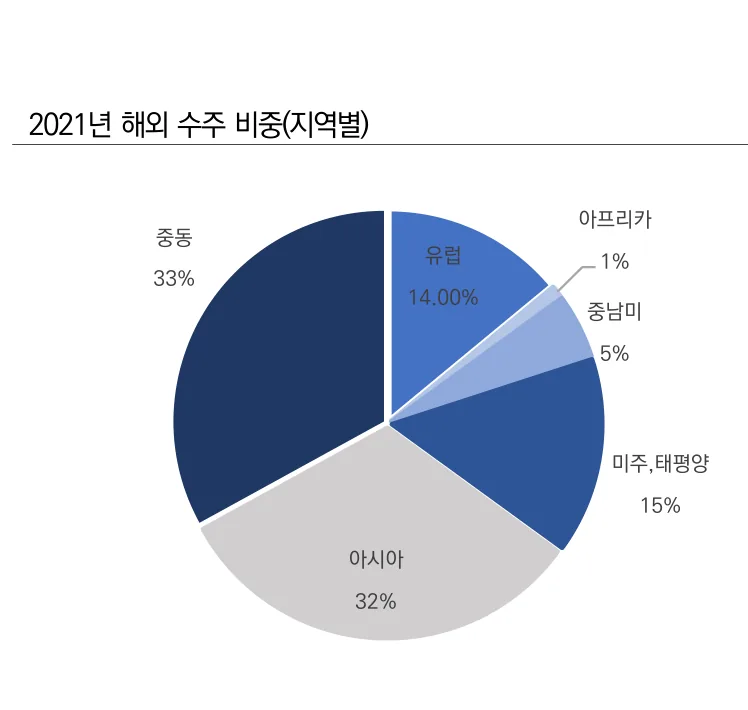 2021년 해외 수주 비중(지역별)
유럽
14.00%
아프리카
1%
중남미
5%
미주,태평양
15%
아시아
32%
중동
33%